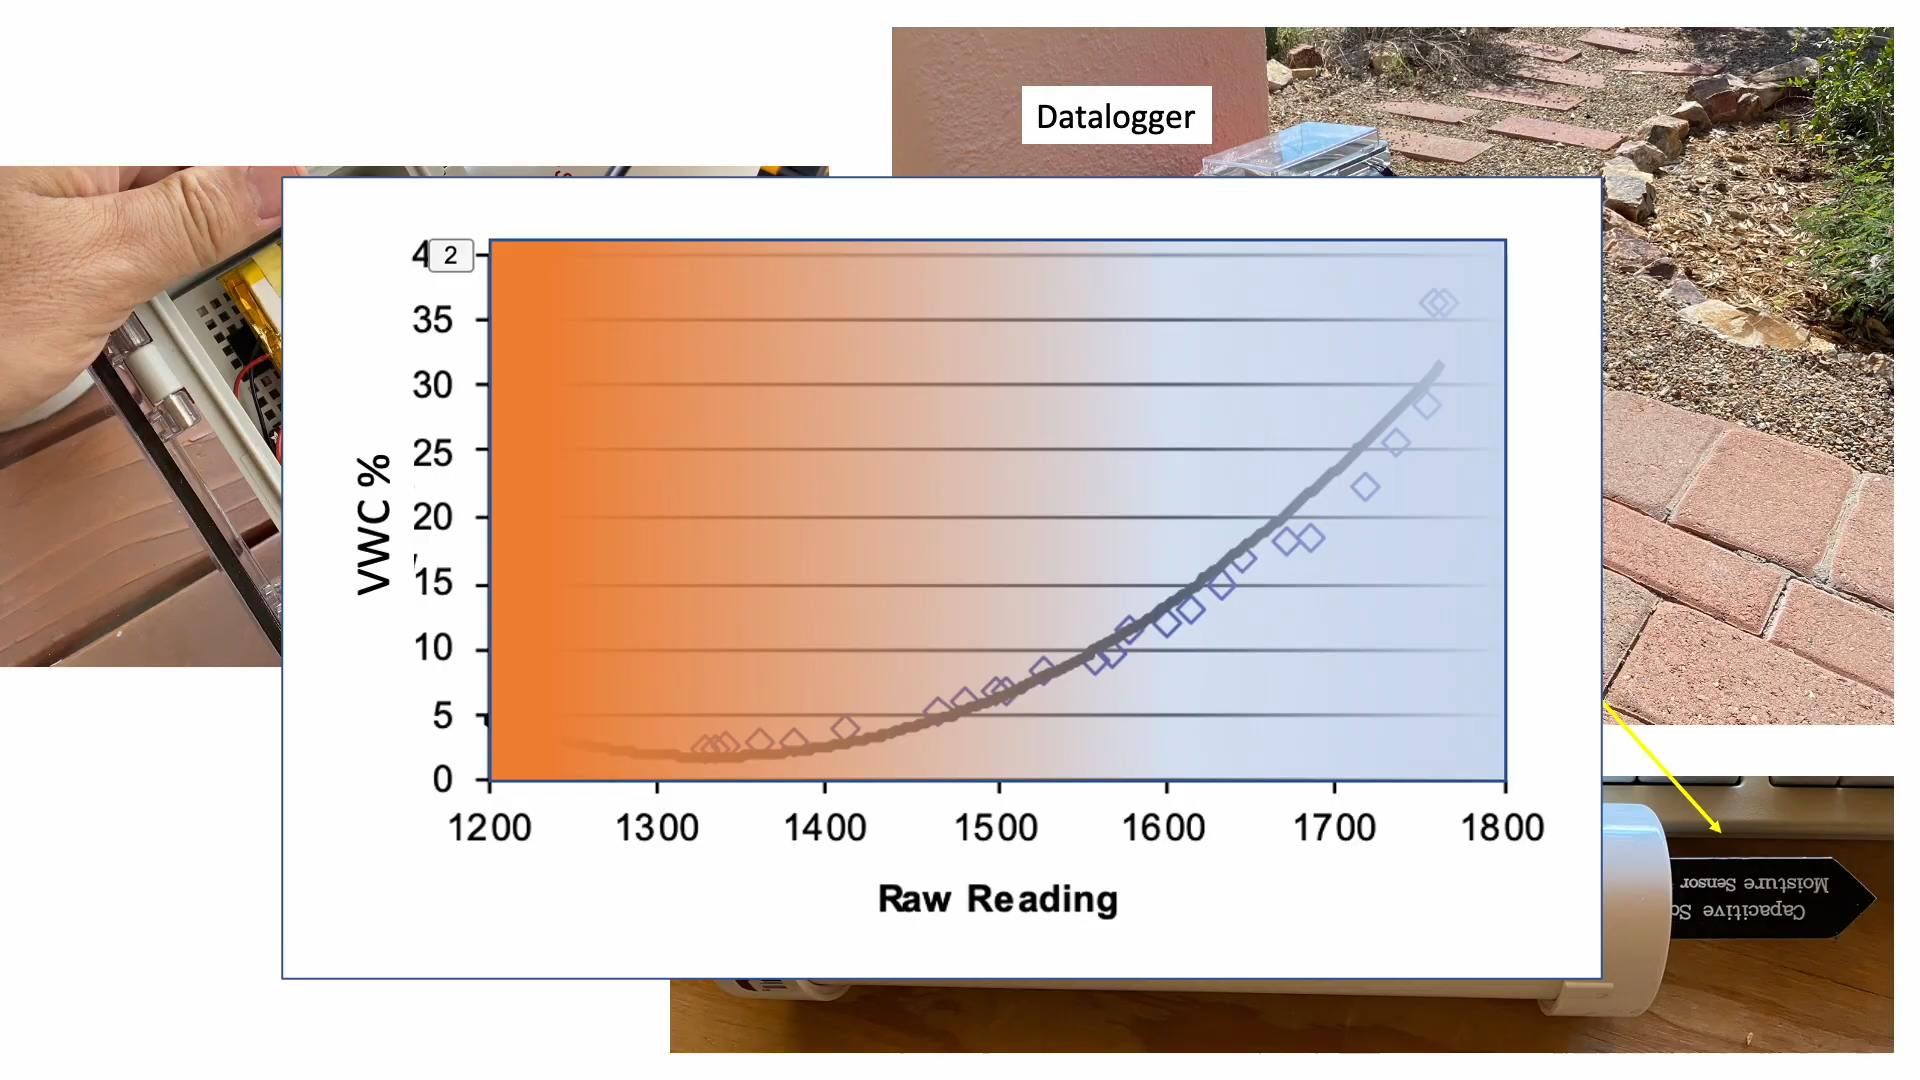 Datalogger
4
2
35
30
25
20
15
10
5
0
VWC %
1200 1300 1400 1500 1600 1700 1800
Raw Reading
Capacitive
Moisture Sensor